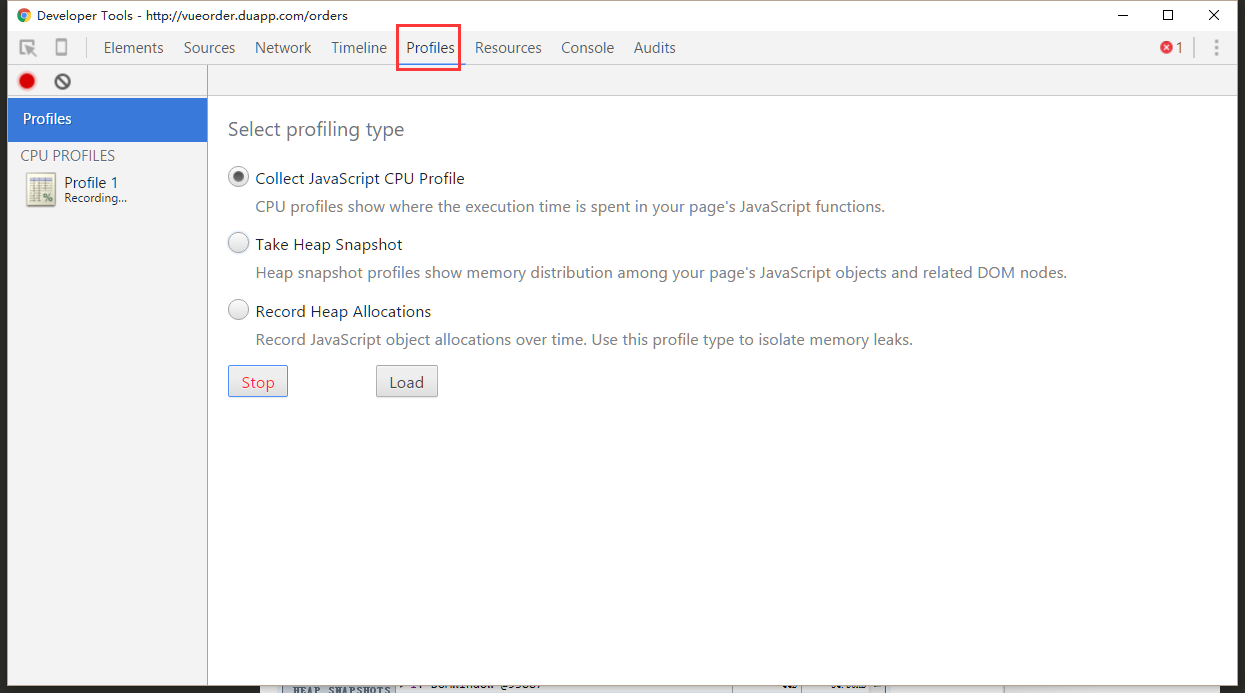 Developer Tools - http://vueorder.duapp.com/orders
Elements Sources Network Timeline Profiles Resources Console Audits 1
Profiles
CPU PROFILES
Profile 1
Recording...
Select profiling type
Collect JavaScript CPU Profile
CPU profiles show where the execution time is spent in your page's JavaScript functions.
Take Heap Snapshot
Heap snapshot profiles show memory distribution among your page's JavaScript objects and related DOM nodes.
Record Heap Allocations
Record JavaScript object allocations over time. Use this profile type to isolate memory leaks.
Stop Load
HEAP SNAPSHOTS